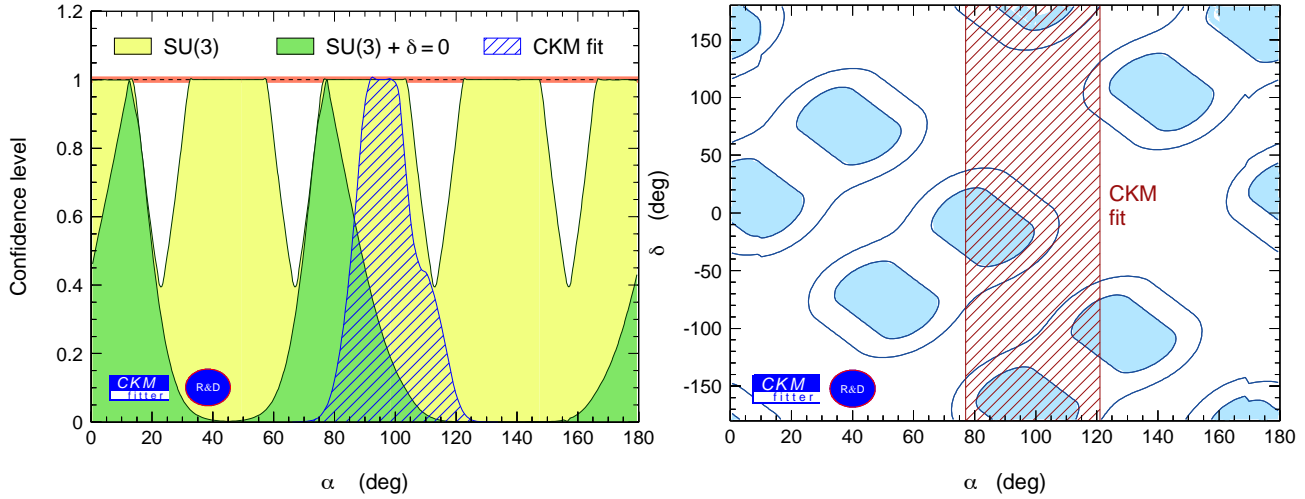 SU(3)
SU(3) + δ = 0
CKM fit
Confidence level
1.2
1
0.8
0.6
0.4
0.2
0
0 20 40 60 80 100 120 140 160 180
α (deg)
CKM
fitter
R&D
δ (deg)
150
100
50
0
-50
-100
-150
0 20 40 60 80 100 120 140 160 180
α (deg)
CKM
fit
CKM
fitter
R&D